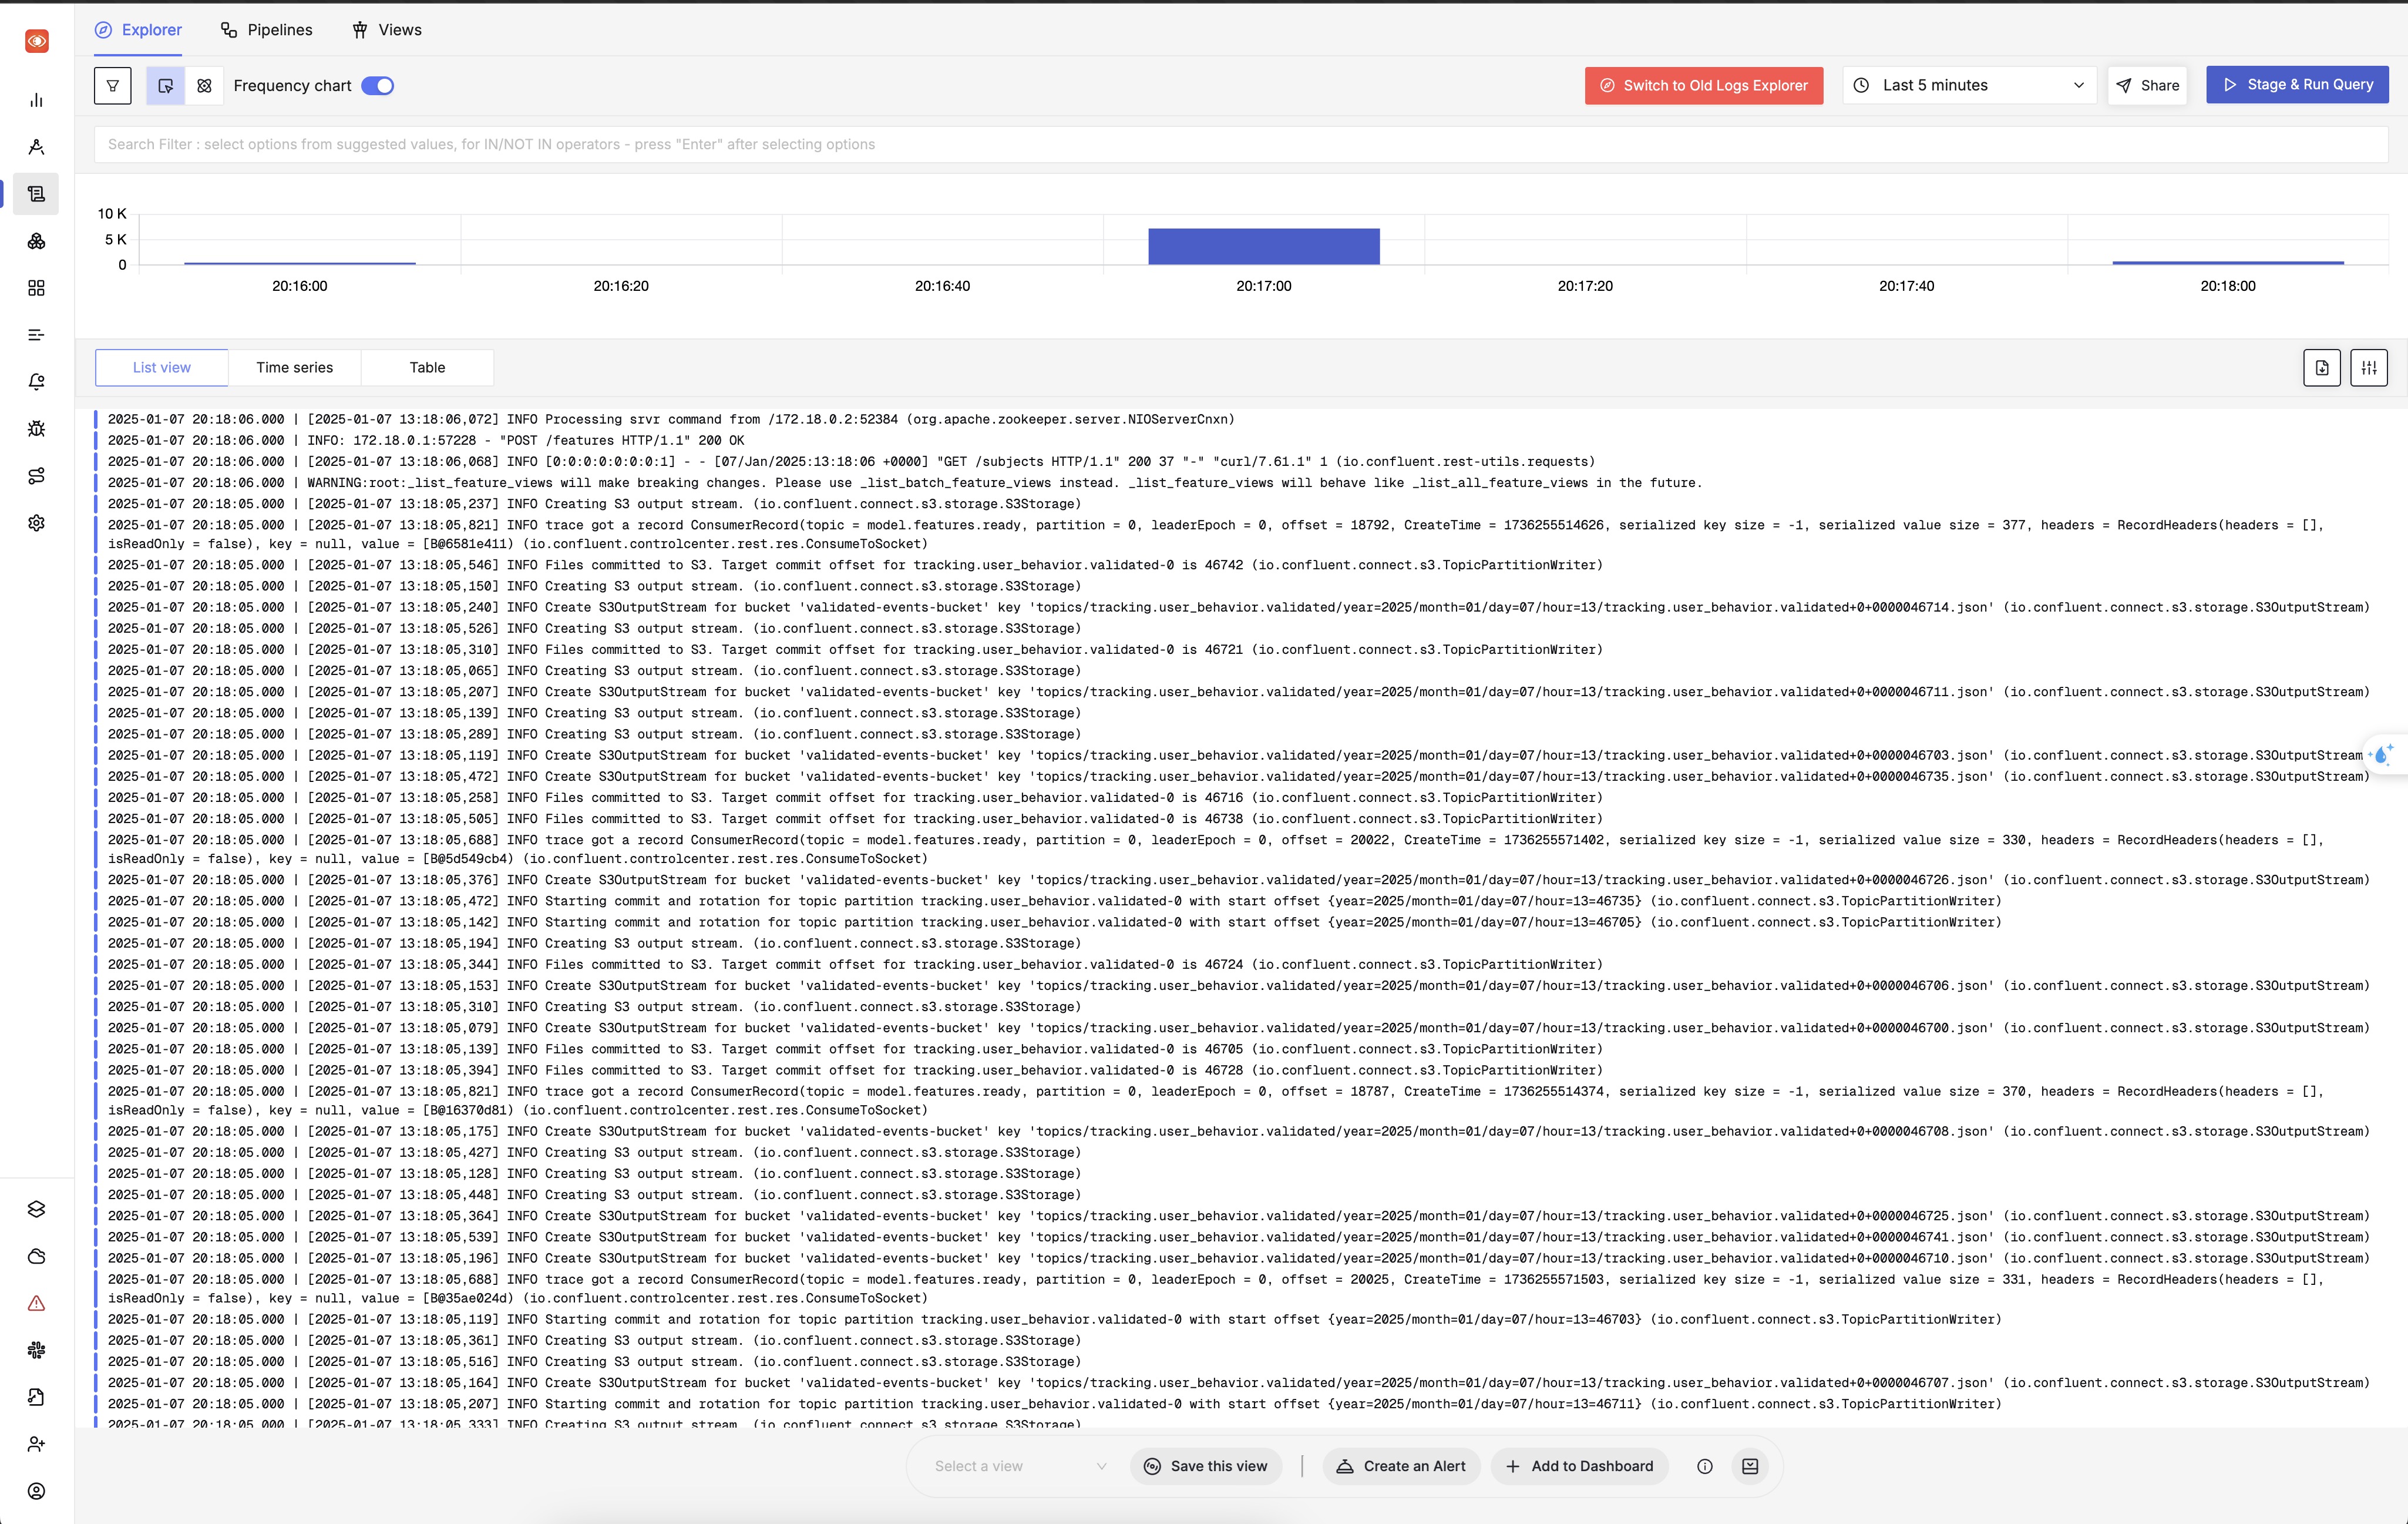 Explorer
Pipelines
Views
Frequency chart
Switch to Old Logs Explorer
Last 5 minutes
Share
Stage & Run Query
Search Filter : select options from suggested values, for IN/NOT IN operators - press "Enter" after selecting options
10 K
5 K
0
20:16:00
20:16:20
20:16:40
20:17:00
20:17:20
20:17:40
20:18:00
List view
Time series
Table
2025-01-07 20:18:06.000 | [2025-01-07 13:18:06,072] INFO Processing srvr command from /172.18.0.2:52384 (org.apache.zookeeper.server.NIOServerCnxn)
2025-01-07 20:18:06.000 | INFO: 172.18.0.1:57228 - "POST /features HTTP/1.1" 200 OK
2025-01-07 20:18:06.000 | [2025-01-07 13:18:06,068] INFO [0:0:0:0:0:0:0:1] - - [07/Jan/2025:13:18:06 +0000] "GET /subjects HTTP/1.1" 200 37 "-" "curl/7.61.1" 1 (io.confluent.rest-utils.requests)
2025-01-07 20:18:06.000 | WARNING:root:_list_feature_views will make breaking changes. Please use _list_batch_feature_views instead. _list_feature_views will behave like _list_all_feature_views in the future.
2025-01-07 20:18:05.000 | [2025-01-07 13:18:05,237] INFO Creating S3 output stream. (io.confluent.connect.s3.storage.S3Storage)
2025-01-07 20:18:05.000 | [2025-01-07 13:18:05,821] INFO trace got a record ConsumerRecord(topic = model.features.ready, partition = 0, leaderEpoch = 0, offset = 18792, CreateTime = 1736255514626, serialized key size = -1, serialized value size = 377, headers = RecordHeaders(headers = [],
isReadOnly = false), key = null, value = [B@6581e411) (io.confluent.controlcenter.rest.res.ConsumeToSocket)
2025-01-07 20:18:05.000 | [2025-01-07 13:18:05,546] INFO Files committed to S3. Target commit offset for tracking.user_behavior.validated-0 is 46742 (io.confluent.connect.s3.TopicPartitionWriter)
2025-01-07 20:18:05.000 | [2025-01-07 13:18:05,150] INFO Creating S3 output stream. (io.confluent.connect.s3.storage.S3Storage)
2025-01-07 20:18:05.000 | [2025-01-07 13:18:05,240] INFO Create S3OutputStream for bucket 'validated-events-bucket' key 'topics/tracking.user_behavior.validated/year=2025/month=01/day=07/hour=13/tracking.user_behavior.validated+0+0000046714.json' (io.confluent.connect.s3.storage.S3OutputStream)
2025-01-07 20:18:05.000 | [2025-01-07 13:18:05,526] INFO Creating S3 output stream. (io.confluent.connect.s3.storage.S3Storage)
2025-01-07 20:18:05.000 | [2025-01-07 13:18:05,310] INFO Files committed to S3. Target commit offset for tracking.user_behavior.validated-0 is 46721 (io.confluent.connect.s3.TopicPartitionWriter)
2025-01-07 20:18:05.000 | [2025-01-07 13:18:05,065] INFO Creating S3 output stream. (io.confluent.connect.s3.storage.S3Storage)
2025-01-07 20:18:05.000 | [2025-01-07 13:18:05,207] INFO Create S3OutputStream for bucket 'validated-events-bucket' key 'topics/tracking.user_behavior.validated/year=2025/month=01/day=07/hour=13/tracking.user_behavior.validated+0+0000046711.json' (io.confluent.connect.s3.storage.S3OutputStream)
2025-01-07 20:18:05.000 | [2025-01-07 13:18:05,139] INFO Creating S3 output stream. (io.confluent.connect.s3.storage.S3Storage)
2025-01-07 20:18:05.000 | [2025-01-07 13:18:05,289] INFO Creating S3 output stream. (io.confluent.connect.s3.storage.S3Storage)
2025-01-07 20:18:05.000 | [2025-01-07 13:18:05,119] INFO Create S3OutputStream for bucket 'validated-events-bucket' key 'topics/tracking.user_behavior.validated/year=2025/month=01/day=07/hour=13/tracking.user_behavior.validated+0+0000046703.json' (io.confluent.connect.s3.storage.S3OutputStream
2025-01-07 20:18:05.000 | [2025-01-07 13:18:05,472] INFO Create S3OutputStream for bucket 'validated-events-bucket' key 'topics/tracking.user_behavior.validated/year=2025/month=01/day=07/hour=13/tracking.user_behavior.validated+0+0000046735.json' (io.confluent.connect.s3.storage.S3OutputStream)
2025-01-07 20:18:05.000 | [2025-01-07 13:18:05,258] INFO Files committed to S3. Target commit offset for tracking.user_behavior.validated-0 is 46716 (io.confluent.connect.s3.TopicPartitionWriter)
2025-01-07 20:18:05.000 | [2025-01-07 13:18:05,505] INFO Files committed to S3. Target commit offset for tracking.user_behavior.validated-0 is 46738 (io.confluent.connect.s3.TopicPartitionWriter)
2025-01-07 20:18:05.000 | [2025-01-07 13:18:05,688] INFO trace got a record ConsumerRecord(topic = model.features.ready, partition = 0, leaderEpoch = 0, offset = 20022, CreateTime = 1736255571402, serialized key size = -1, serialized value size = 330, headers = RecordHeaders(headers = [],
isReadOnly = false), key = null, value = [B@5d549cb4) (io.confluent.controlcenter.rest.res.ConsumeToSocket)
2025-01-07 20:18:05.000 | [2025-01-07 13:18:05,376] INFO Create S3OutputStream for bucket 'validated-events-bucket' key 'topics/tracking.user_behavior.validated/year=2025/month=01/day=07/hour=13/tracking.user_behavior.validated+0+0000046726.json' (io.confluent.connect.s3.storage.S3OutputStream)
2025-01-07 20:18:05.000 | [2025-01-07 13:18:05,472] INFO Starting commit and rotation for topic partition tracking.user_behavior.validated-0 with start offset {year=2025/month=01/day=07/hour=13=46735} (io.confluent.connect.s3.TopicPartitionWriter)
2025-01-07 20:18:05.000 | [2025-01-07 13:18:05,142] INFO Starting commit and rotation for topic partition tracking.user_behavior.validated-0 with start offset {year=2025/month=01/day=07/hour=13=46705} (io.confluent.connect.s3.TopicPartitionWriter)
2025-01-07 20:18:05.000 | [2025-01-07 13:18:05,194] INFO Creating S3 output stream. (io.confluent.connect.s3.storage.S3Storage)
2025-01-07 20:18:05.000 | [2025-01-07 13:18:05,344] INFO Files committed to S3. Target commit offset for tracking.user_behavior.validated-0 is 46724 (io.confluent.connect.s3.TopicPartitionWriter)
2025-01-07 20:18:05.000 | [2025-01-07 13:18:05,153] INFO Create S3OutputStream for bucket 'validated-events-bucket' key 'topics/tracking.user_behavior.validated/year=2025/month=01/day=07/hour=13/tracking.user_behavior.validated+0+0000046706.json' (io.confluent.connect.s3.storage.S3OutputStream)
2025-01-07 20:18:05.000 | [2025-01-07 13:18:05,310] INFO Creating S3 output stream. (io.confluent.connect.s3.storage.S3Storage)
2025-01-07 20:18:05.000 | [2025-01-07 13:18:05,079] INFO Create S3OutputStream for bucket 'validated-events-bucket' key 'topics/tracking.user_behavior.validated/year=2025/month=01/day=07/hour=13/tracking.user_behavior.validated+0+0000046700.json' (io.confluent.connect.s3.storage.S3OutputStream)
2025-01-07 20:18:05.000 | [2025-01-07 13:18:05,139] INFO Files committed to S3. Target commit offset for tracking.user_behavior.validated-0 is 46705 (io.confluent.connect.s3.TopicPartitionWriter)
2025-01-07 20:18:05.000 | [2025-01-07 13:18:05,394] INFO Files committed to S3. Target commit offset for tracking.user_behavior.validated-0 is 46728 (io.confluent.connect.s3.TopicPartitionWriter)
2025-01-07 20:18:05.000 | [2025-01-07 13:18:05,821] INFO trace got a record ConsumerRecord(topic = model.features.ready, partition = 0, leaderEpoch = 0, offset = 18787, CreateTime = 1736255514374, serialized key size = -1, serialized value size = 370, headers = RecordHeaders(headers = [],
isReadOnly = false), key = null, value = [B@16370d81) (io.confluent.controlcenter.rest.res.ConsumeToSocket)
2025-01-07 20:18:05.000 | [2025-01-07 13:18:05,175] INFO Create S3OutputStream for bucket 'validated-events-bucket' key 'topics/tracking.user_behavior.validated/year=2025/month=01/day=07/hour=13/tracking.user_behavior.validated+0+0000046708.json' (io.confluent.connect.s3.storage.S3OutputStream)
2025-01-07 20:18:05.000 | [2025-01-07 13:18:05,427] INFO Creating S3 output stream. (io.confluent.connect.s3.storage.S3Storage)
2025-01-07 20:18:05.000 | [2025-01-07 13:18:05,128] INFO Creating S3 output stream. (io.confluent.connect.s3.storage.S3Storage)
2025-01-07 20:18:05.000 | [2025-01-07 13:18:05,448] INFO Creating S3 output stream. (io.confluent.connect.s3.storage.S3Storage)
2025-01-07 20:18:05.000 | [2025-01-07 13:18:05,364] INFO Create S3OutputStream for bucket 'validated-events-bucket' key 'topics/tracking.user_behavior.validated/year=2025/month=01/day=07/hour=13/tracking.user_behavior.validated+0+0000046725.json' (io.confluent.connect.s3.storage.S3OutputStream)
2025-01-07 20:18:05.000 | [2025-01-07 13:18:05,539] INFO Create S3OutputStream for bucket 'validated-events-bucket' key 'topics/tracking.user_behavior.validated/year=2025/month=01/day=07/hour=13/tracking.user_behavior.validated+0+0000046741.json' (io.confluent.connect.s3.storage.S3OutputStream)
2025-01-07 20:18:05.000 | [2025-01-07 13:18:05,196] INFO Create S3OutputStream for bucket 'validated-events-bucket' key 'topics/tracking.user_behavior.validated/year=2025/month=01/day=07/hour=13/tracking.user_behavior.validated+0+0000046710.json' (io.confluent.connect.s3.storage.S3OutputStream)
2025-01-07 20:18:05.000 | [2025-01-07 13:18:05,688] INFO trace got a record ConsumerRecord(topic = model.features.ready, partition = 0, leaderEpoch = 0, offset = 20025, CreateTime = 1736255571503, serialized key size = -1, serialized value size = 331, headers = RecordHeaders(headers = [],
isReadOnly = false), key = null, value = [B@35ae024d) (io.confluent.controlcenter.rest.res.ConsumeToSocket)
2025-01-07 20:18:05.000 | [2025-01-07 13:18:05,119] INFO Starting commit and rotation for topic partition tracking.user_behavior.validated-0 with start offset {year=2025/month=01/day=07/hour=13=46703} (io.confluent.connect.s3.TopicPartitionWriter)
2025-01-07 20:18:05.000 | [2025-01-07 13:18:05,361] INFO Creating S3 output stream. (io.confluent.connect.s3.storage.S3Storage)
2025-01-07 20:18:05.000 | [2025-01-07 13:18:05,516] INFO Creating S3 output stream. (io.confluent.connect.s3.storage.S3Storage)
2025-01-07 20:18:05.000 | [2025-01-07 13:18:05,164] INFO Create S3OutputStream for bucket 'validated-events-bucket' key 'topics/tracking.user_behavior.validated/year=2025/month=01/day=07/hour=13/tracking.user_behavior.validated+0+0000046707.json' (io.confluent.connect.s3.storage.S3OutputStream)
2025-01-07 20:18:05.000 | [2025-01-07 13:18:05,207] INFO Starting commit and rotation for topic partition tracking.user_behavior.validated-0 with start offset {year=2025/month=01/day=07/hour=13=46711} (io.confluent.connect.s3.TopicPartitionWriter)
2025-01-07 20:18:05.000 | [2025-01-07 13:18:05,333] INFO Creating S3 output stream. (io.confluent.connect.s3.storage.S3Storage)
Select a view
Save this view
Create an Alert
Add to Dashboard